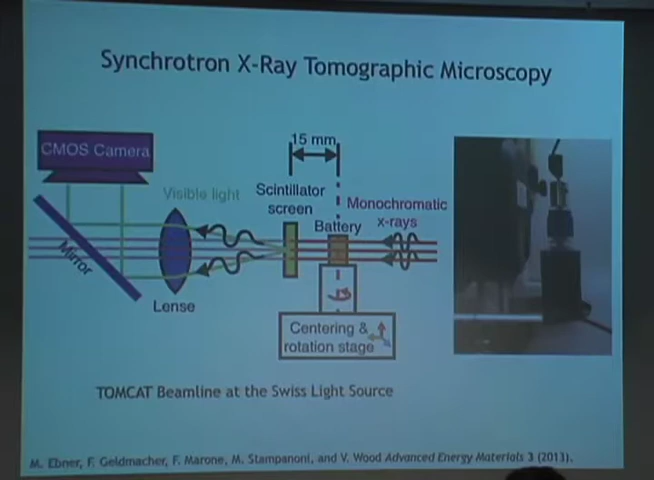 Synchrotron X-Ray Tomographic Microscopy
15 mm
CMOS Camera
Visible light
Scintillator
screen
Monochromatic
x-rays
Battery
Mirror
Lense
Centering &
rotation stage
TOMCAT Beamline at the Swiss Light Source
M. Ebner, F. Geldmacher, F. Marone, M. Stampanoni, and V. Wood Advanced Energy Materials 3 (2013).